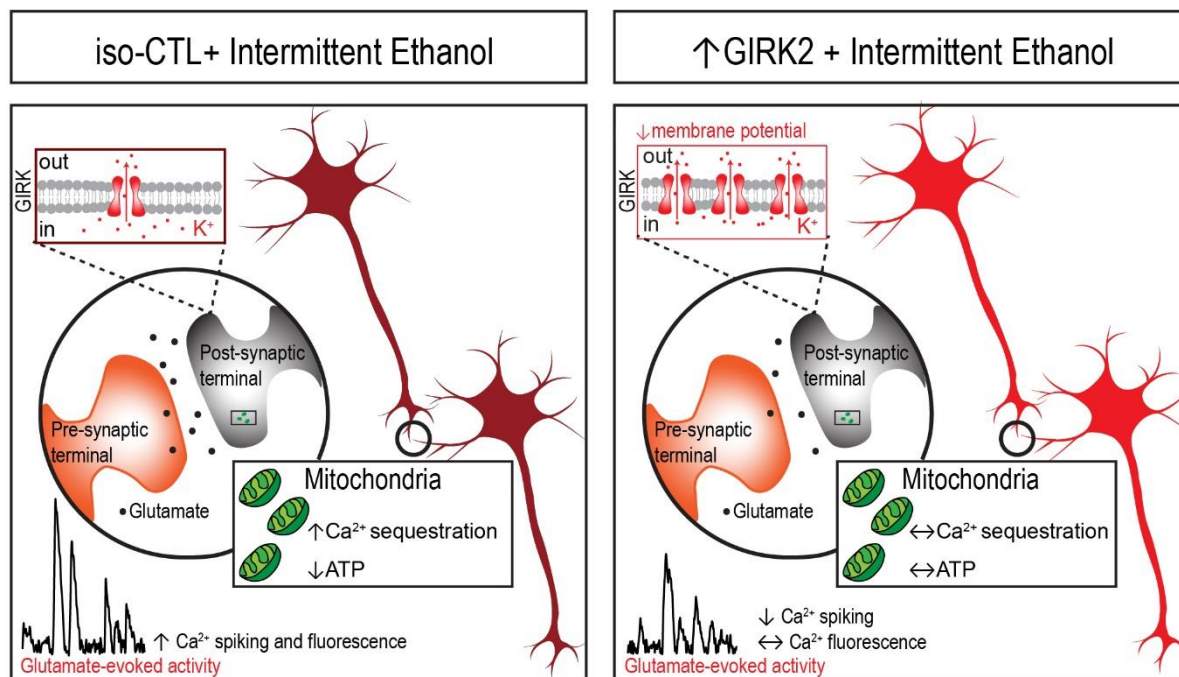 iso-CTL+ Intermittent Ethanol
GIRK
out
in
K⁺
Post-synaptic
terminal
Pre-synaptic
terminal
•Glutamate
Mitochondria
↑Ca²⁺ sequestration
↓ATP
↑ Ca²⁺ spiking and fluorescence
Glutamate-evoked activity
↑GIRK2 + Intermittent Ethanol
↓membrane potential
GIRK
out
in
K⁺
Post-synaptic
terminal
Pre-synaptic
terminal
•Glutamate
Mitochondria
↔Ca²⁺ sequestration
↔ATP
↓ Ca²⁺ spiking
↔ Ca²⁺ fluorescence
Glutamate-evoked activity